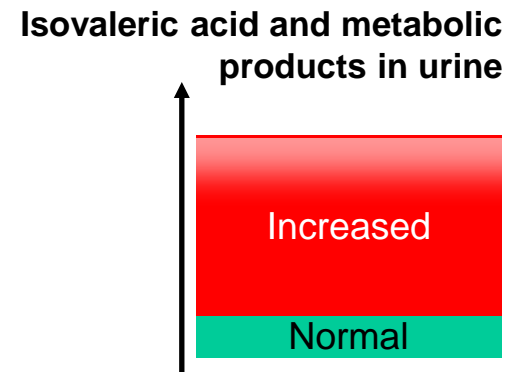 Isovaleric acid and metabolic
products in urine
Increased
Normal